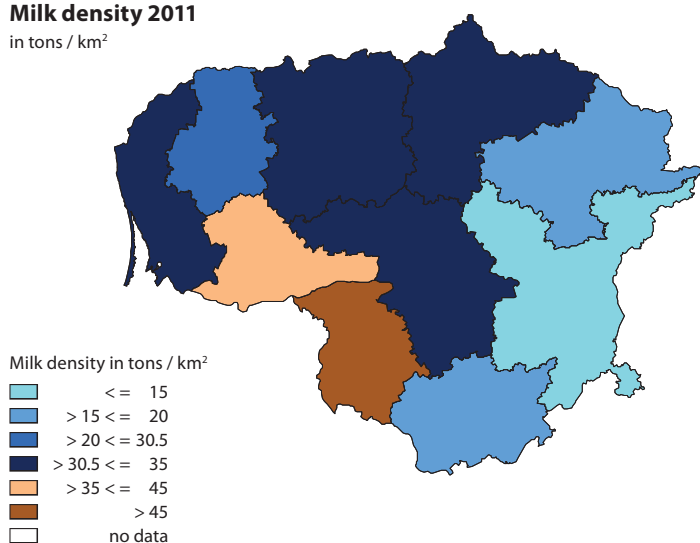 Milk density 2011
in tons / km²
Milk density in tons / km²
<= 15
> 15 <= 20
> 20 <= 30.5
> 30.5 <= 35
> 35 <= 45
> 45
no data